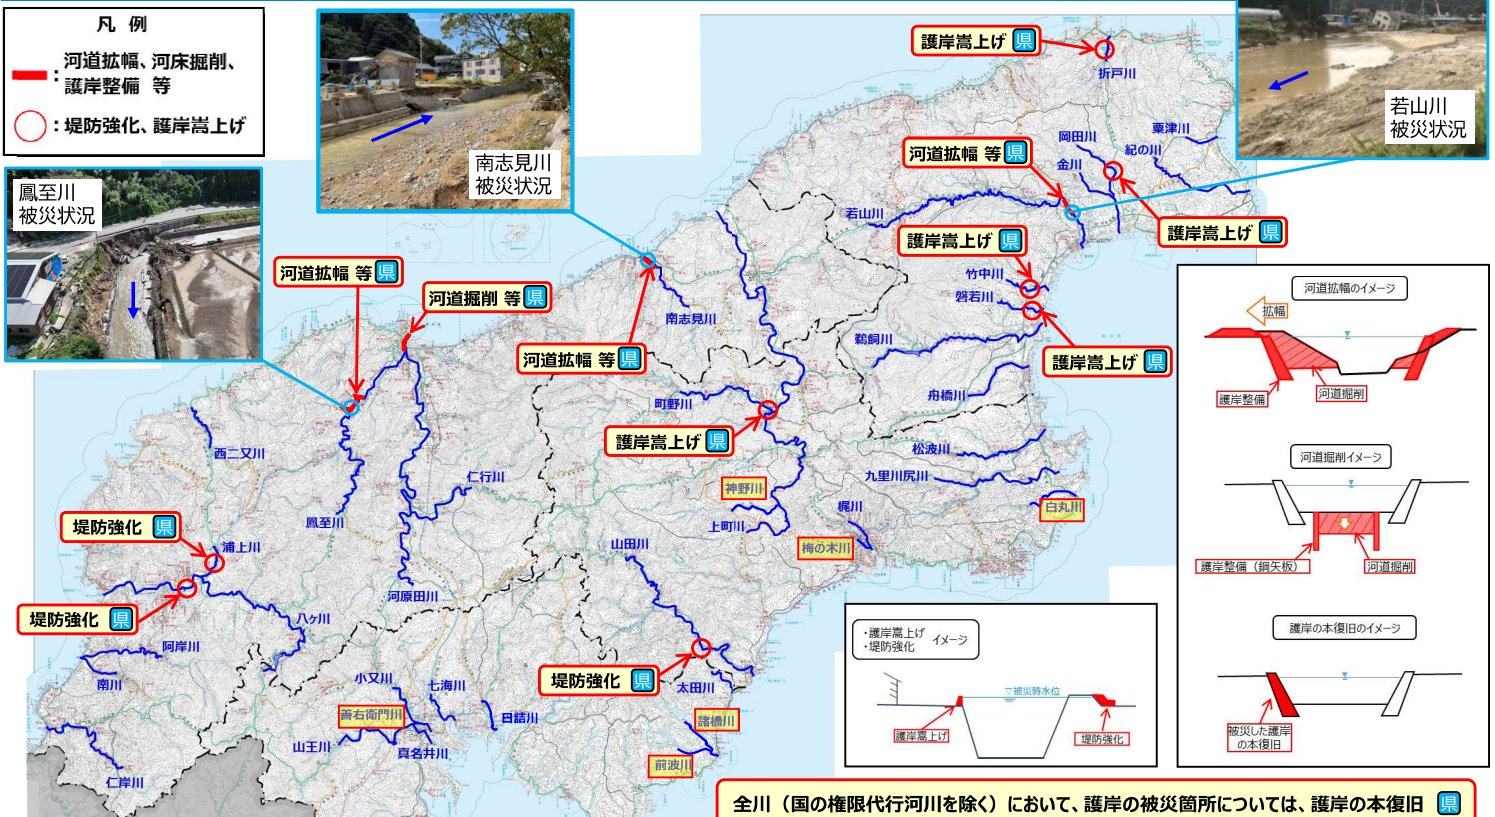 凡 例
：河道拡幅、河床掘削、
護岸整備 等
：堤防強化、護岸嵩上げ
鳳至川
被災状況
南志見川
被災状況
若山川
被災状況
護岸嵩上げ 県
折戸川
粟津川
岡田川
紀の川
河道拡幅 等 県
金川
若山川
護岸嵩上げ 県
護岸嵩上げ 県
竹中川
磐若川
護岸嵩上げ 県
鵜飼川
舟橋川
河道拡幅 等 県
河道掘削 等 県
南志見川
河道拡幅 等 県
町野川
護岸嵩上げ 県
松波川
九里川尻川
白丸川
神野川
上町川
梶川
梅の木川
西二又川
仁行川
鳳至川
堤防強化 県
浦上川
堤防強化 県
河原田川
八ヶ川
山田川
阿岸川
南川
堤防強化 県
太田川
小又川
七海川
善右衛門川
日詰川
諸橋川
山王川
真名井川
前波川
仁岸川
河道拡幅のイメージ
拡幅
護岸整備
河道掘削
河道掘削イメージ
護岸整備（鋼矢板）
河道掘削
護岸の本復旧のイメージ
被災した護岸
の本復旧
・護岸嵩上げ
・堤防強化
イメージ
▽被災時水位
護岸嵩上げ
堤防強化
全川（国の権限代行河川を除く）において、護岸の被災箇所については、護岸の本復旧 県